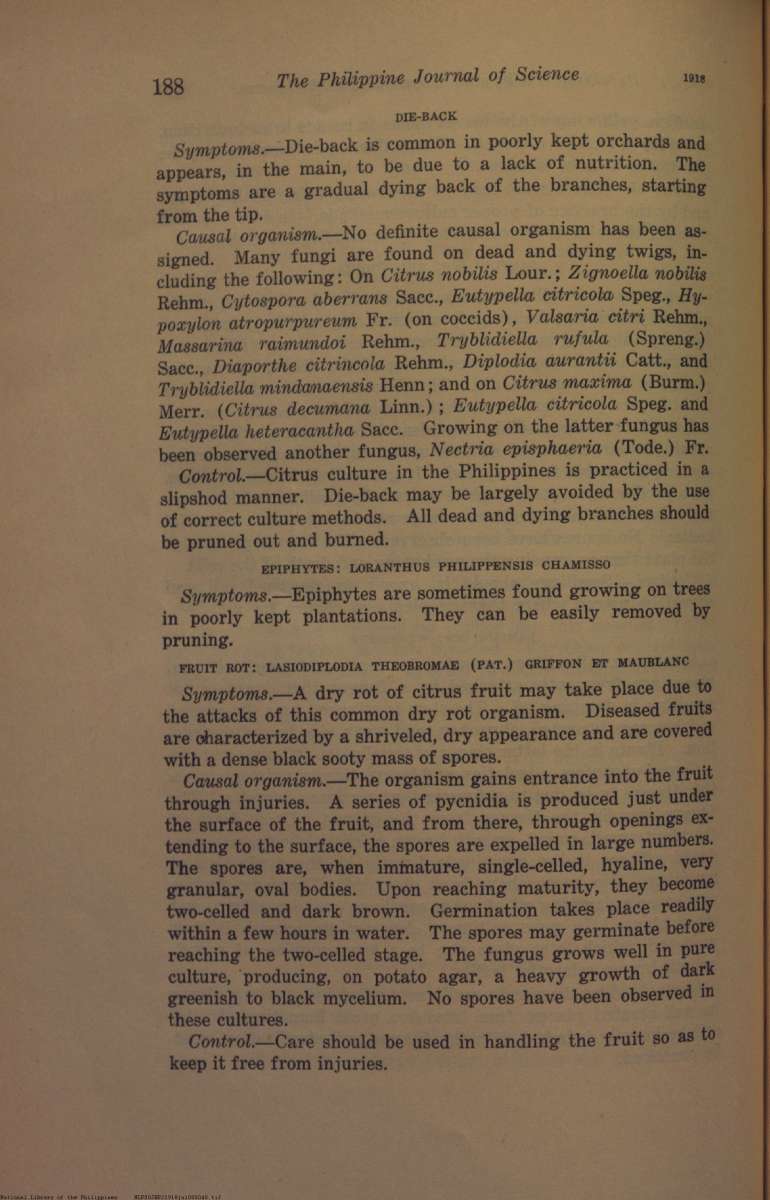 188 The Philippine Journal of Science 1918
DIE-BACK
Symptoms.—Die-back is common in poorly kept orchards and
appears, in the main, to be due to a lack of nutrition. The
symptoms are a gradual dying back of the branches, starting
from the tip.
Causal organism.—No definite causal organism has been as-
signed. Many fungi are found on dead and dying twigs, in-
cluding the following: On Citrus nobilis Lour.; Zignoella nobilis
Rehm., Cytospora aberrans Sacc., Eutypella citricola Speg., Hy-
poxylon atropurpureum Fr. (on coccids), Valsaria citri Rehm.,
Massarina raimundoi Rehm., Tryblidiella rufula (Spreng.)
Sacc., Diaporthe citrincola Rehm., Diplodia aurantii Catt., and
Tryblidiella mindanaensis Henn; and on Citrus maxima (Burm.)
Merr. (Citrus decumana Linn.); Eutypella citricola Speg. and
Eutypella heteracantha Sacc. Growing on the latter fungus has
been observed another fungus, Nectria episphaeria (Tode.) Fr.
Control.—Citrus culture in the Philippines is practiced in a
slipshod manner. Die-back may be largely avoided by the use
of correct culture methods. All dead and dying branches should
be pruned out and burned.
EPIPHYTES: LORANTHUS PHILIPPENSIS CHAMISSO
Symptoms.—Epiphytes are sometimes found growing on trees
in poorly kept plantations. They can be easily removed by
pruning.
FRUIT ROT: LASIODIPLODIA THEOBROMAE (PAT.) GRIFFON ET MAUBLANC
Symptoms.—A dry rot of citrus fruit may take place due to
the attacks of this common dry rot organism. Diseased fruits
are characterized by a shriveled, dry appearance and are covered
with a dense black sooty mass of spores.
Causal organism.—The organism gains entrance into the fruit
through injuries. A series of pycnidia is produced just under
the surface of the fruit, and from there, through openings ex-
tending to the surface, the spores are expelled in large numbers.
The spores are, when immature, single-celled, hyaline, very
granular, oval bodies. Upon reaching maturity, they become
two-celled and dark brown. Germination takes place readily
within a few hours in water. The spores may germinate before
reaching the two-celled stage. The fungus grows well in pure
culture, producing, on potato agar, a heavy growth of dark
greenish to black mycelium. No spores have been observed in
these cultures.
Control.—Care should be used in handling the fruit so as to
keep it free from injuries.
National Library of the Philippines